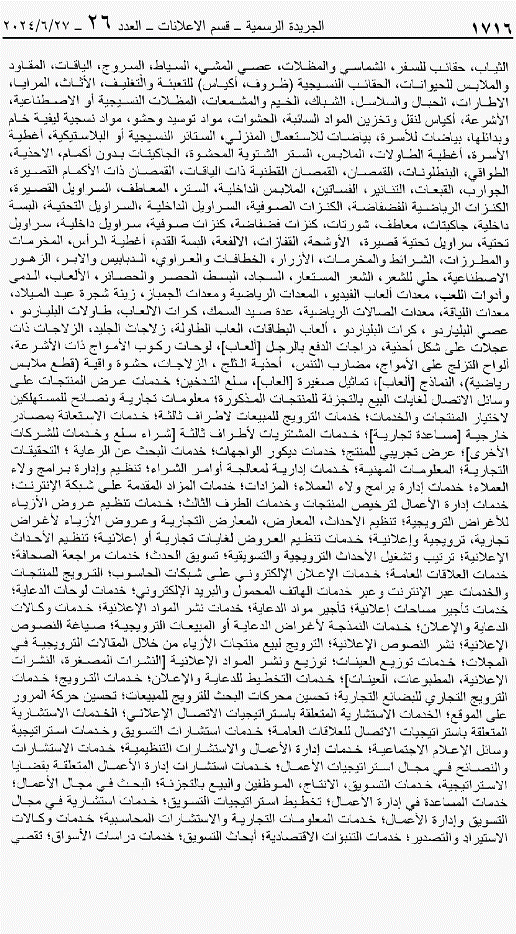 ١٧١٦ الجريدة الرسمية – قسم الاعلانات – العدد ٢٦ – ٢٠٢٤/٦/٢٧
الثياب، حقائب للسفر، الشماسي والمظلات، عصي المشي، السياط، السروج، الياقات، المقاود
والملابس للحيوانات، الحقائب النسيجية (ظروف، أكياس) للتعبئة والتغليف، الأثاث، المرايا،
الاطارات، الحبال والسلاسل، الشباك، الخيم والمشمعات، المظلات النسيجية أو الاصطناعية،
الأشرعة، أكياس لنقل وتخزين المواد السائبة، الحشوات، مواد توسيد وحشو، مواد نسجية ليفية خام
وبدائلها، بياضات للأسرة، بياضات للاستعمال المنزلي، الستائر النسيجية أو البلاستيكية، أغطية
الأسرة، أغطية الطاولات، الملابس، الستر الشتوية المحشوة، الجاكيتات بدون أكمام، الاحذية،
الطواقي، البنطلونات، القمصان، القمصان القطنية ذات الياقات، القمصان ذات الأكمام القصيرة،
الجوارب، القبعات، التنانير، الفساتين، الملابس الداخلية، الستر، المعاطف، السراويل القصيرة،
الكنزات الرياضية الفضفاضة، الكنزات الصوفية، السراويل الداخلية، السراويل التحتية، البسة
داخلية، جاكيتات، معاطف، شورتات، كنزات فضفاضة، كنزات صوفية، سراويل داخلية، سراويل
تحتية، سراويل تحتية قصيرة، الأوشحة، القفازات، الالفعة، البسة القدم، أغطية الرأس، المخرمات
والمطرزات، الشرائط والمخرمات، الأزرار، الخطافات والعراوي، الدبابيس والابر، الزهور
الاصطناعية، حلي للشعر، الشعر المستعار، السجاد، البسط، الحصر والحصائر، الألعاب، الدمى
وأدوات اللعب، معدات ألعاب الفيديو، المعدات الرياضية ومعدات الجمباز، زينة شجرة عيد الميلاد،
معدات اللياقة، معدات الصالات الرياضية، عدة صيد السمك، كرات الالعاب، طاولات البلياردو،
عصي البلياردو، كرات البلياردو، ألعاب البطاقات، العاب الطاولة، زلاجات الجليد، الزلاجات ذات
عجلات على شكل أحذية، دراجات الدفع بالرجل [ألعاب]، لوحات ركوب الأمواج ذات الأشرعة،
ألواح التزلج على الأمواج، مضارب التنس، أحذية الثلج، الزلاجات، حشوة واقية (قطع ملابس
رياضية)، النماذج [ألعاب]، تماثيل صغيرة [العاب]، سلع التدخين؛ خدمات عرض المنتجات على
وسائل الاتصال لغايات البيع بالتجزئة للمنتجات المذكورة؛ معلومات تجارية ونصائح للمستهلكين
لاختيار المنتجات والخدمات؛ خدمات الترويج للمبيعات لاطراف ثالثة؛ خدمات الاستعانة بمصادر
خارجية [مساعدة تجارية]؛ خدمات المشتريات لأطراف ثالثة [شراء سلع وخدمات للشركات
الأخرى]؛ عرض تجريبي للمنتج؛ خدمات ديكور الواجهات؛ خدمات البحث عن الرعاية ؛ التحقيقات
التجارية؛ المعلومات المهنية؛ خدمات إدارية لمعالجة أوامر الشراء؛ تنظيم وإدارة برامج ولاء
العملاء؛ خدمات إدارة برامج ولاء العملاء؛ المزادات؛ خدمات المزاد المقدمة على شبكة الإنترنت؛
خدمات إدارة الأعمال لترخيص المنتجات وخدمات الطرف الثالث؛ خدمات تنظيم عروض الأزياء
للأغراض الترويجية؛ تنظيم الاحداث، المعارض، المعارض التجارية وعروض الأزياء لأغراض
تجارية، ترويجية وإعلانية؛ خدمات تنظيم العروض لغايات تجارية أو إعلانية؛ تنظيم الأحداث
الإعلانية؛ ترتيب وتشغيل الأحداث الترويجية والتسويقية؛ تسويق الحدث؛ خدمات مراجعة الصحافة؛
خدمات العلاقات العامة؛ خدمات الإعلان الإلكتروني على شبكات الحاسوب؛ الترويج للمنتجات
والخدمات عبر الإنترنت وعبر خدمات الهاتف المحمول والبريد الإلكتروني؛ خدمات لوحات الدعاية؛
خدمات تأجير مساحات إعلانية؛ تأجير مواد الدعاية؛ خدمات نشر المواد الإعلانية؛ خدمات وكالات
الدعاية والإعلان؛ خدمات النمذجة لأغراض الدعاية أو المبيعات الترويجية؛ صياغة النصوص
الإعلانية؛ نشر النصوص الإعلانية؛ الترويج لبيع منتجات الأزياء من خلال المقالات الترويجية في
المجلات؛ خدمات توزيع العينات؛ توزيع ونشر المواد الإعلانية [النشرات المصغرة، النشرات
الإعلانية، المطبوعات، العينات]؛ خدمات التخطيط للدعاية والإعلان؛ خدمات الترويج؛ خدمات
الترويج التجاري للبضائع التجارية؛ تحسين محركات البحث للترويج للمبيعات؛ تحسين حركة المرور
على الموقع؛ الخدمات الاستشارية المتعلقة باستراتيجيات الاتصال الإعلاني؛ الخدمات الاستشارية
المتعلقة باستراتيجيات الاتصال للعلاقات العامة؛ خدمات استشارات التسويق وخدمات استراتيجية
وسائل الإعلام الاجتماعية؛ خدمات إدارة الأعمال والاستشارات التنظيمية؛ خدمات الاستشارات
والنصائح في مجال استراتيجيات الأعمال؛ خدمات استشارات إدارة الأعمال المتعلقة بقضايا
الاستراتيجية، خدمات التسويق، الانتاج، الموظفين والبيع بالتجزئة؛ البحث في مجال الأعمال؛
خدمات المساعدة في إدارة الاعمال؛ تخطيط استراتيجيات التسويق؛ خدمات استشارية في مجال
التسويق وإدارة الأعمال؛ خدمات المعلومات التجارية والاستشارات المحاسبية؛ خدمات وكالات
الاستيراد والتصدير؛ خدمات التنبؤات الاقتصادية؛ أبحاث التسويق؛ خدمات دراسات الأسواق؛ تقصي